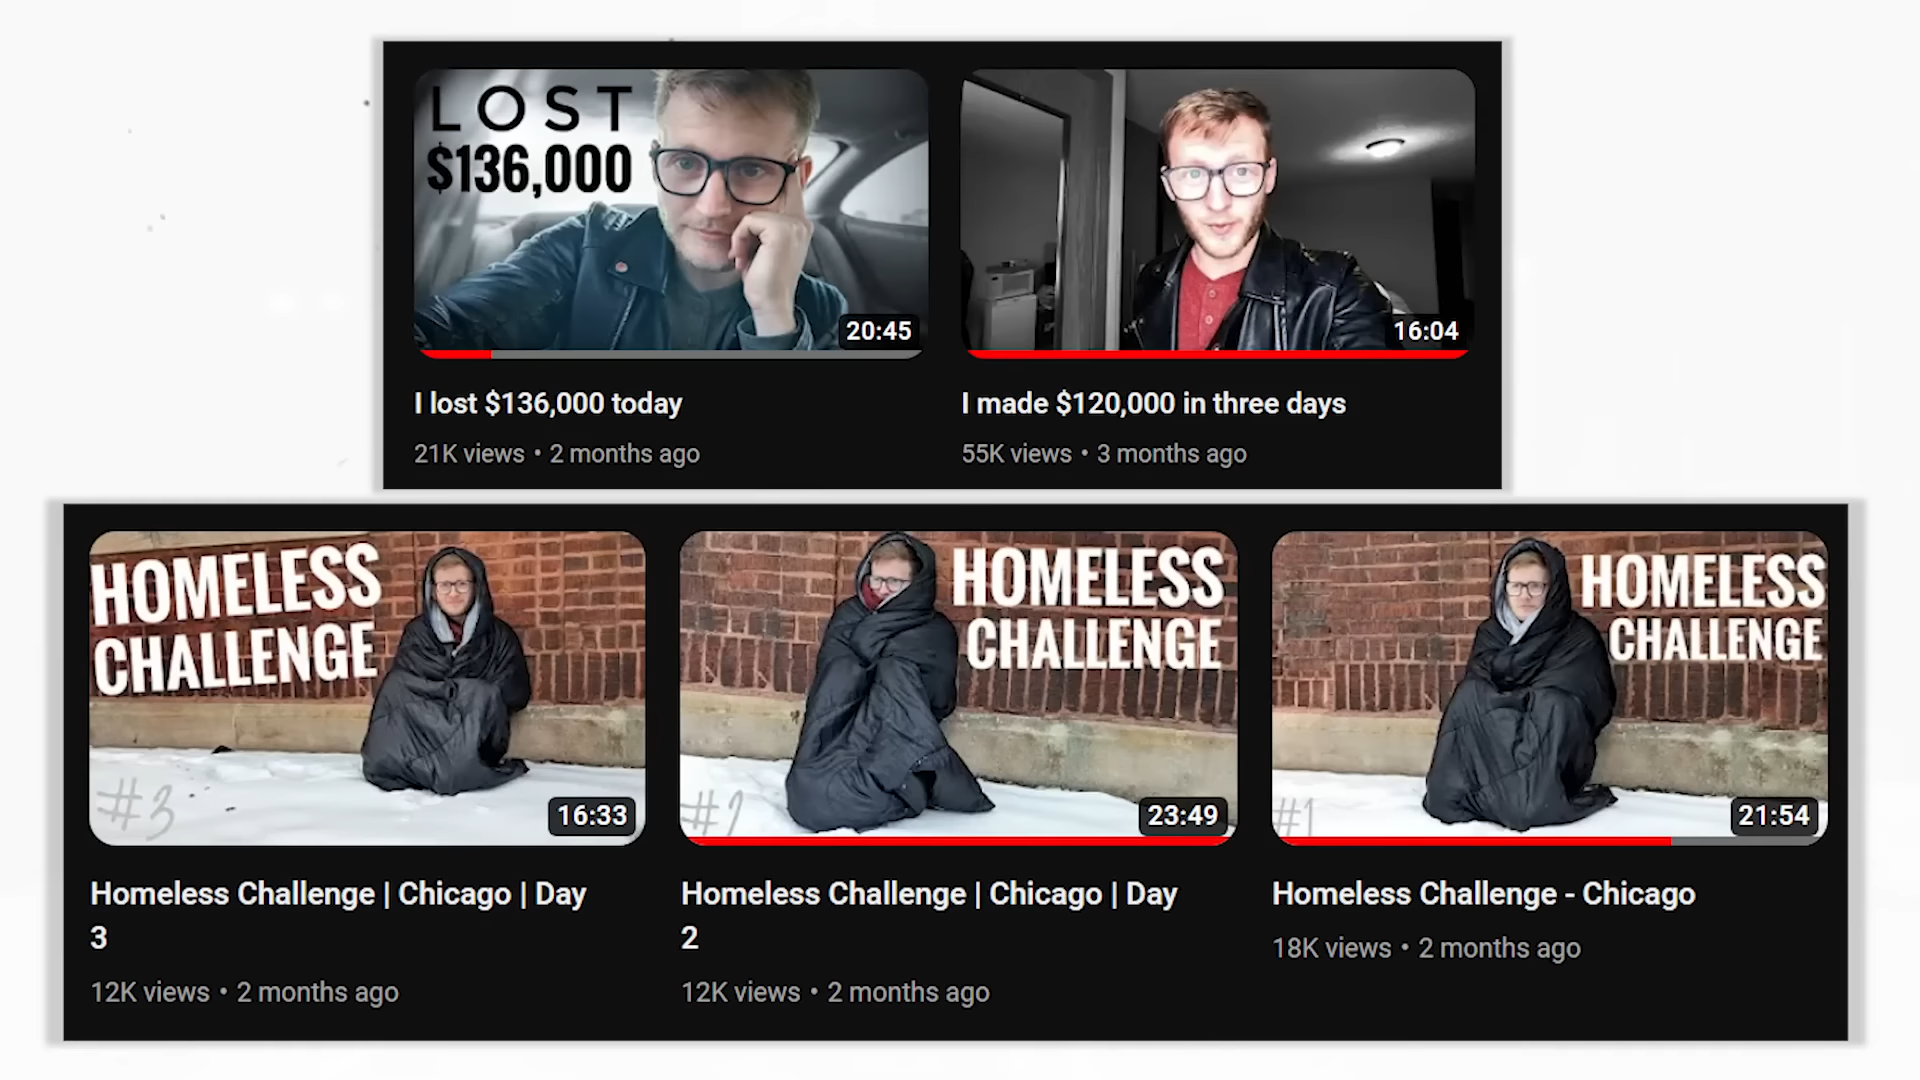 LOST
$136,000
20:45
16:04
I lost $136,000 today
21K views • 2 months ago
I made $120,000 in three days
55K views • 3 months ago
HOMELESS
CHALLENGE
#3
16:33
HOMELESS
CHALLENGE
#2
23:49
HOMELESS
CHALLENGE
#1
21:54
Homeless Challenge | Chicago | Day
3
12K views • 2 months ago
Homeless Challenge | Chicago | Day
2
12K views • 2 months ago
Homeless Challenge - Chicago
18K views • 2 months ago